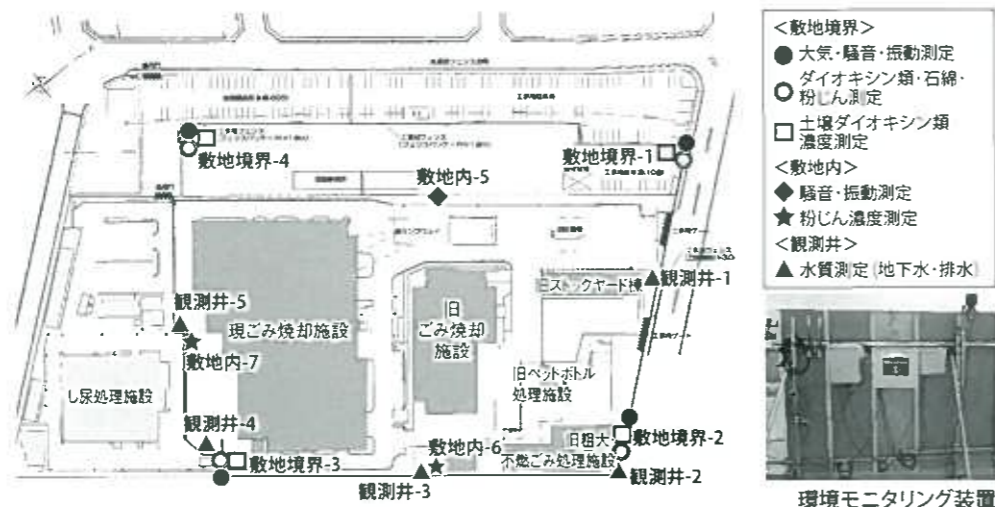 <敷地境界>
大気・騒音・振動測定
ダイオキシン類・石綿・
粉じん測定
土壌ダイオキシン類
濃度測定
<敷地内>
騒音・振動測定
粉じん濃度測定
<観測井>
水質測定(地下水・排水)
敷地境界-4
敷地境界-1
敷地内-5
観測井-1
旧ストックヤード棟
観測井-5
現ごみ焼却施設
旧
ごみ焼却
施設
敷地内-7
旧ペットボトル
処理施設
し尿処理施設
観測井-4
敷地境界-2
敷地内-6
旧粗大・
不燃ごみ処理施設
敷地境界-3
観測井-3
観測井-2
環境モニタリング装置